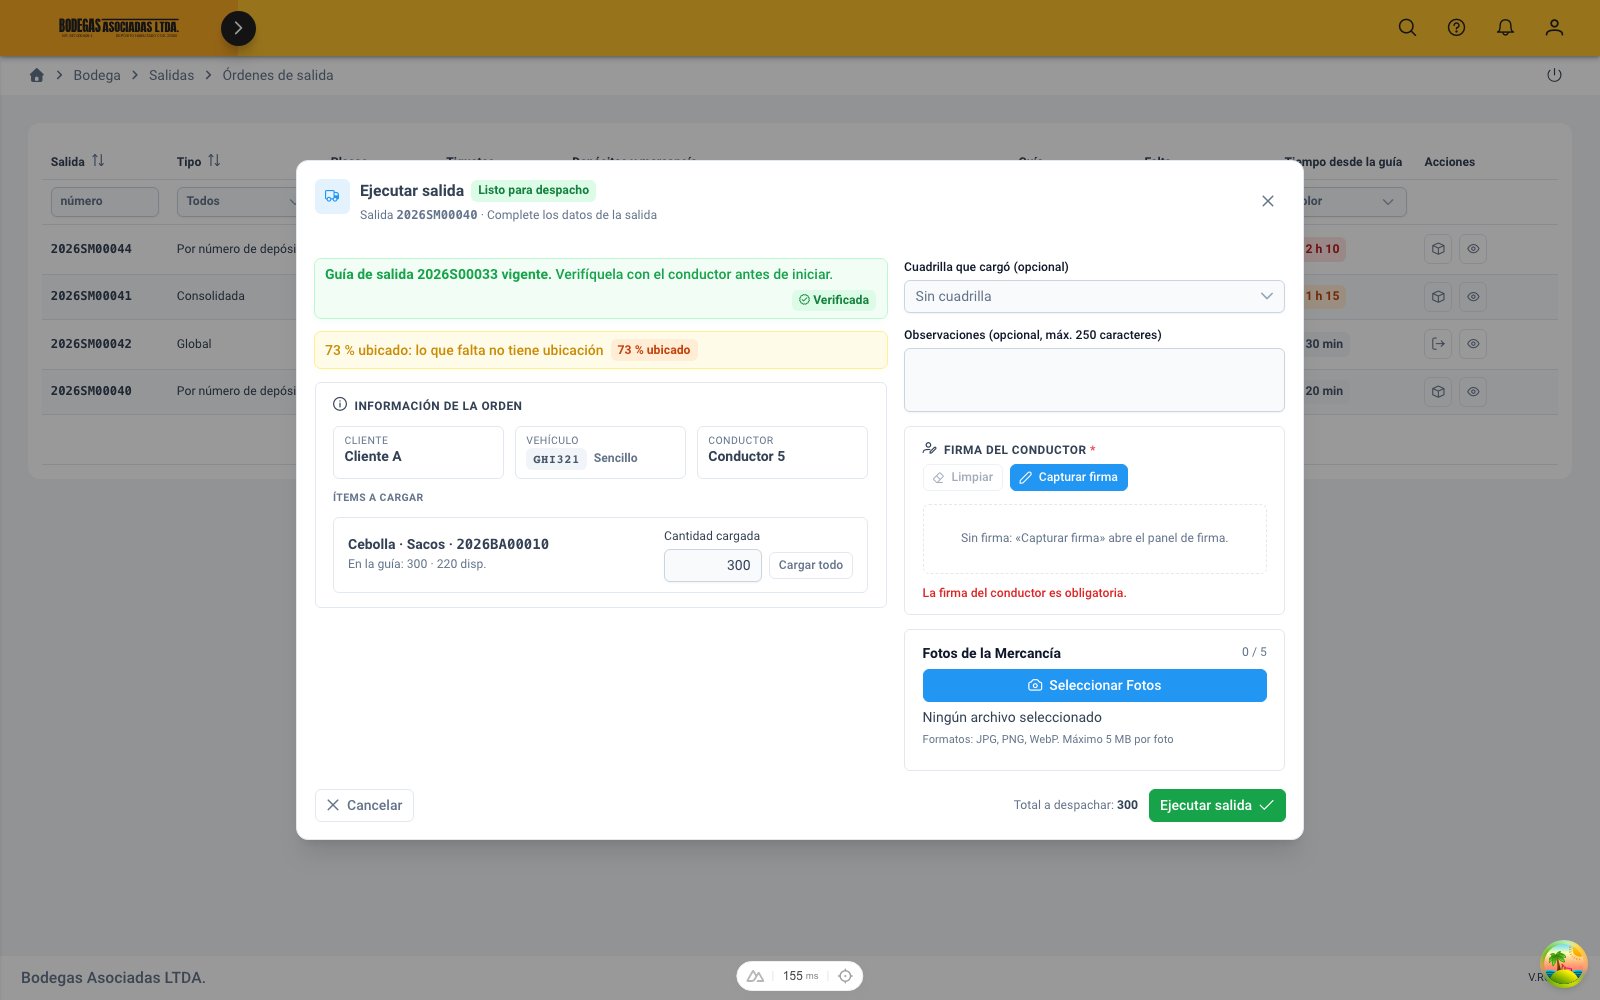 BODEGAS ASOCIADAS LTDA.
Bodega
Salidas
Órdenes de salida
Salida
Tipo
Tiempo desde la guía
Acciones
número
Todos
2026SM00044
Por número de depósi
2 h 10
2026SM00041
Consolidada
1 h 15
2026SM00042
Global
30 min
2026SM00040
Por número de depósi
20 min
Ejecutar salida
Listo para despacho
Salida 2026SM00040 · Complete los datos de la salida
Guía de salida 2026S00033 vigente. Verifíquela con el conductor antes de iniciar.
Verificada
73 % ubicado: lo que falta no tiene ubicación
73 % ubicado
INFORMACIÓN DE LA ORDEN
CLIENTE
Cliente A
VEHÍCULO
GHI321 Sencillo
CONDUCTOR
Conductor 5
ÍTEMS A CARGAR
Cebolla · Sacos · 2026BA00010
En la guía: 300 · 220 disp.
Cantidad cargada
300
Cargar todo
Cuadrilla que cargó (opcional)
Sin cuadrilla
Observaciones (opcional, máx. 250 caracteres)
FIRMA DEL CONDUCTOR *
Limpiar
Capturar firma
Sin firma: «Capturar firma» abre el panel de firma.
La firma del conductor es obligatoria.
Fotos de la Mercancía
0 / 5
Seleccionar Fotos
Ningún archivo seleccionado
Formatos: JPG, PNG, WebP. Máximo 5 MB por foto
Cancelar
Total a despachar: 300
Ejecutar salida
Bodegas Asociadas LTDA.
155 ms